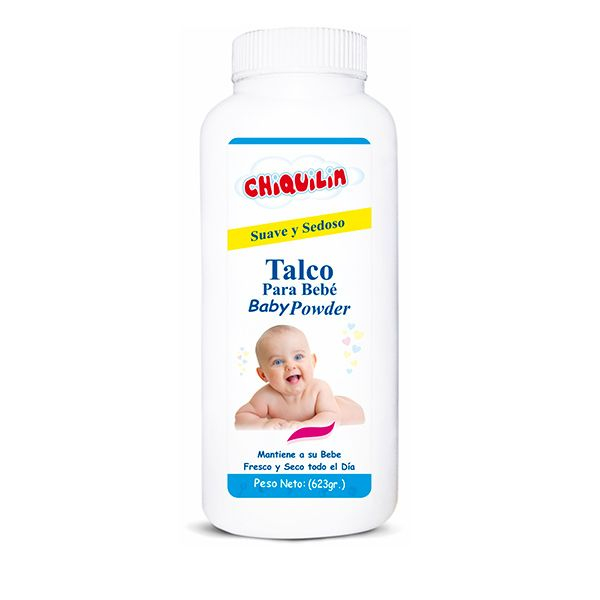 CHiQUiLiN
Suave y Sedoso
Talco
Para Bebé
Baby Powder
Mantiene a su Bebe
Fresco y Seco todo el Día
Peso Neto: (623gr.)